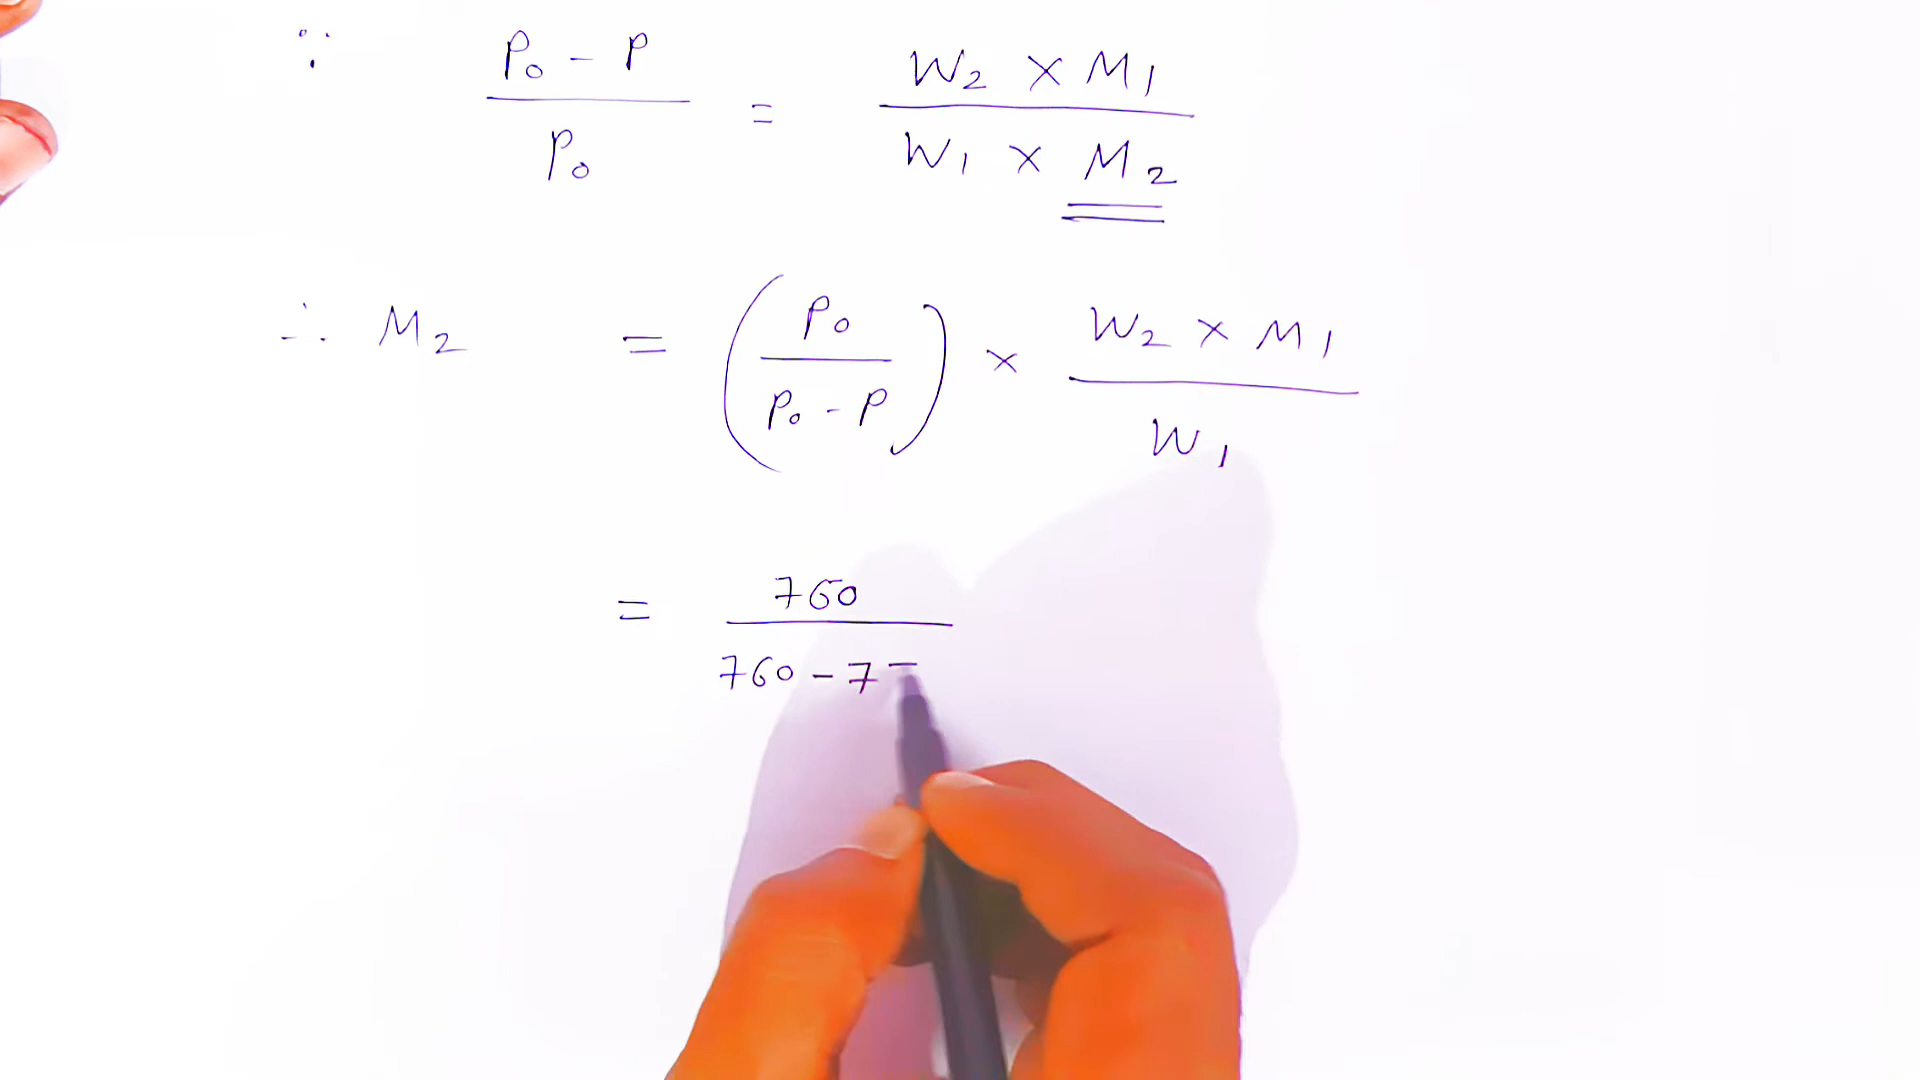 ∵ P₀ - P / P₀ = W₂ × M₁ / W₁ × M₂
∴ M₂ = (P₀ / P₀ - P) × W₂ × M₁ / W₁
= 760 / 760 - 7